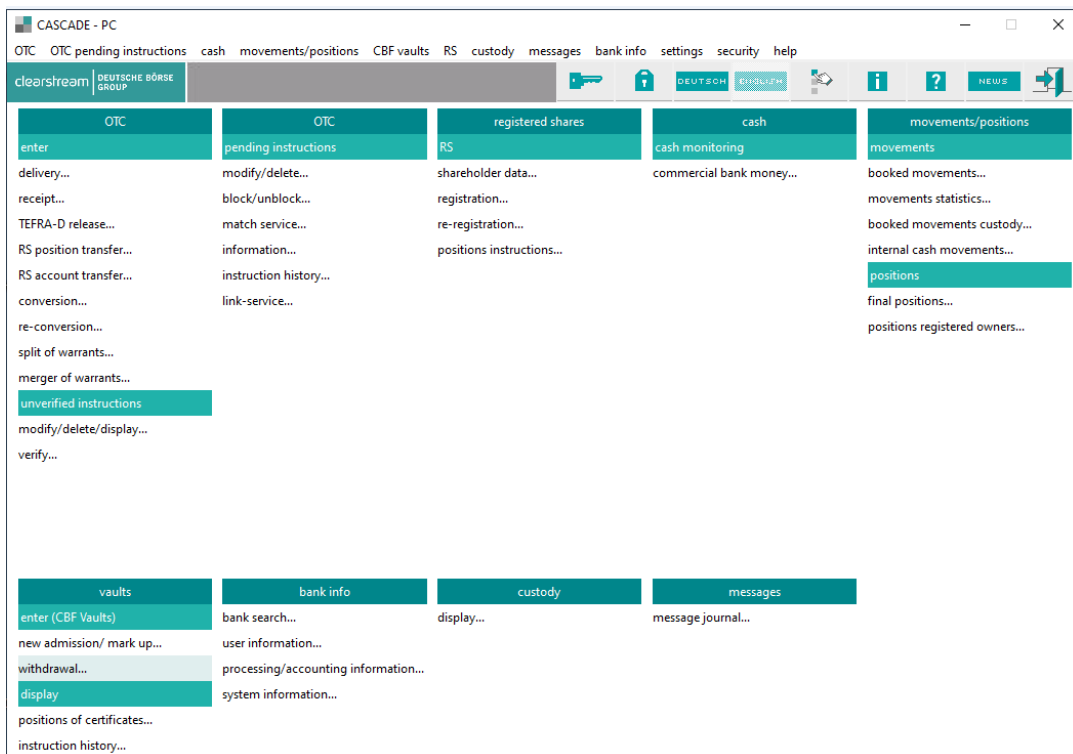 CASCADE - PC
OTC OTC pending instructions cash movements/positions CBF vaults RS custody messages bank info settings security help
clearstream DEUTSCHE BÖRSE GROUP DEUTSCH ENGLISH i ? NEWS
OTC
enter
delivery...
receipt...
TEFRA-D release...
RS position transfer...
RS account transfer...
conversion...
re-conversion...
split of warrants...
merger of warrants...
unverified instructions
modify/delete/display...
verify...
OTC
pending instructions
modify/delete...
block/unblock...
match service...
information...
instruction history...
link-service...
registered shares
RS
shareholder data...
registration...
re-registration...
positions instructions...
cash
cash monitoring
commercial bank money...
movements/positions
movements
booked movements...
movements statistics...
booked movements custody...
internal cash movements...
positions
final positions...
positions registered owners...
vaults
enter (CBF Vaults)
new admission/ mark up...
withdrawal...
display
positions of certificates...
instruction history...
bank info
bank search...
user information...
processing/accounting information...
system information...
custody
display...
messages
message journal...